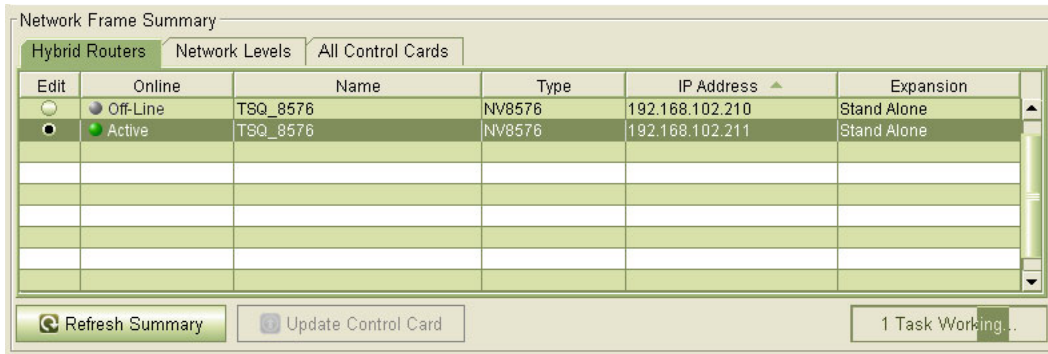 Network Frame Summary
Hybrid Routers Network Levels All Control Cards
Edit Online Name Type IP Address Expansion
Off-Line TSQ_8576 NV8576 192.168.102.210 Stand Alone
Active TSQ_8576 NV8576 192.168.102.211 Stand Alone
Refresh Summary Update Control Card 1 Task Working...